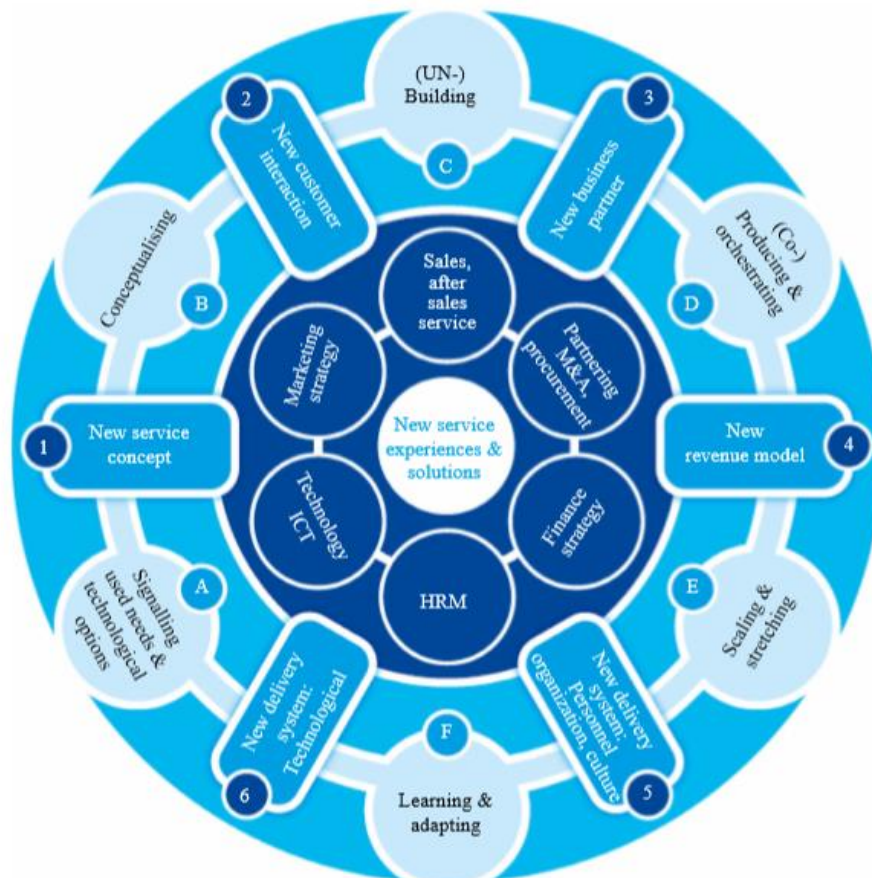 (UN-)
Building
C
2
New customer
interaction
3
New business
partner
Conceptualising
B
(Co-)
Producing &
orchestrating
D
Sales,
after
sales
service
Marketing
strategy
Partnering
M&A,
procurement
1
New service
concept
New service
experiences &
solutions
New
revenue model
4
Technology
ICT
Finance
strategy
HRM
A
Signalling
used needs &
technological
options
E
Scaling &
stretching
New delivery
system:
Technological
6
New delivery
system:
Personnel
organization, culture
5
F
Learning &
adapting